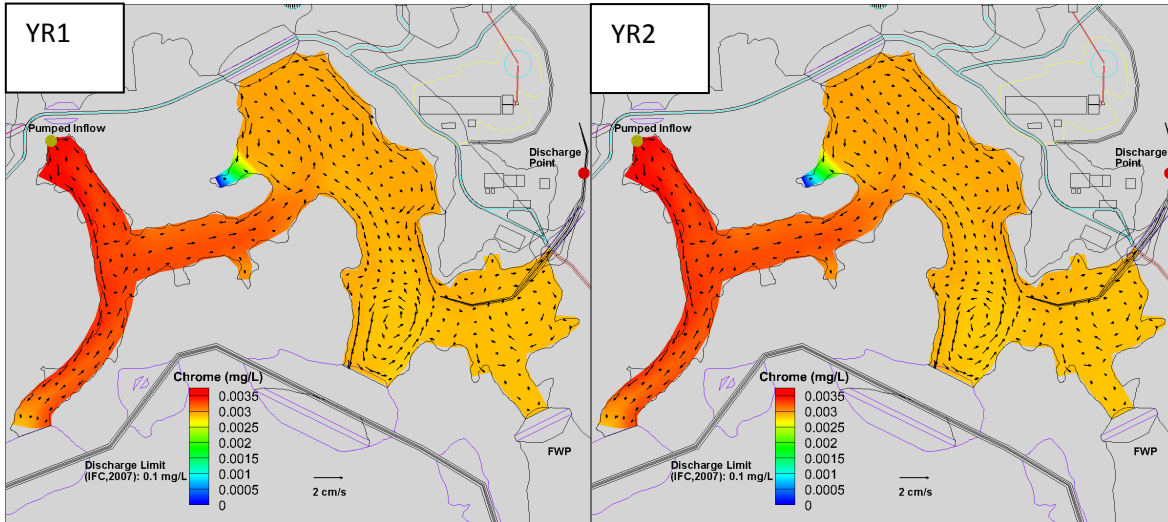 YR1
Pumped Inflow
Discharge
Point
Chrome (mg/L)
0.0035
0.003
0.0025
0.002
0.0015
0.001
0.0005
0
Discharge Limit
(IFC,2007): 0.1 mg/L
2 cm/s
FWP
YR2
Pumped Inflow
Discharge
Point
Chrome (mg/L)
0.0035
0.003
0.0025
0.002
0.0015
0.001
0.0005
0
Discharge Limit
(IFC,2007): 0.1 mg/L
2 cm/s
FWP